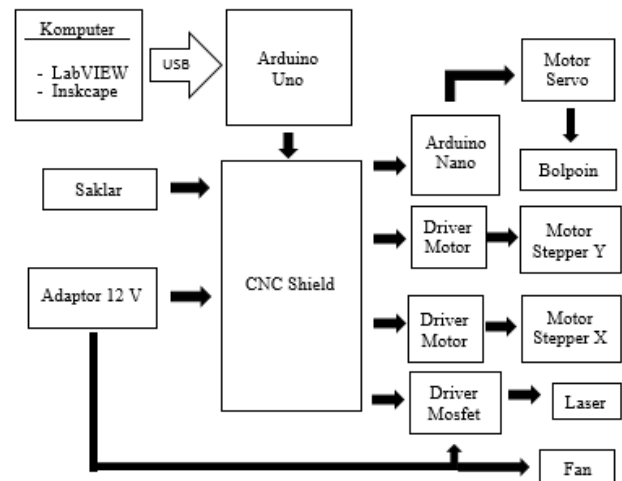 Komputer
- LabVIEW
- Inskcape
USB
Arduino
Uno
Motor
Servo
Arduino
Nano
Bolpoin
Saklar
CNC Shield
Driver
Motor
Motor
Stepper Y
Adaptor 12 V
Driver
Motor
Motor
Stepper X
Driver
Mosfet
Laser
Fan